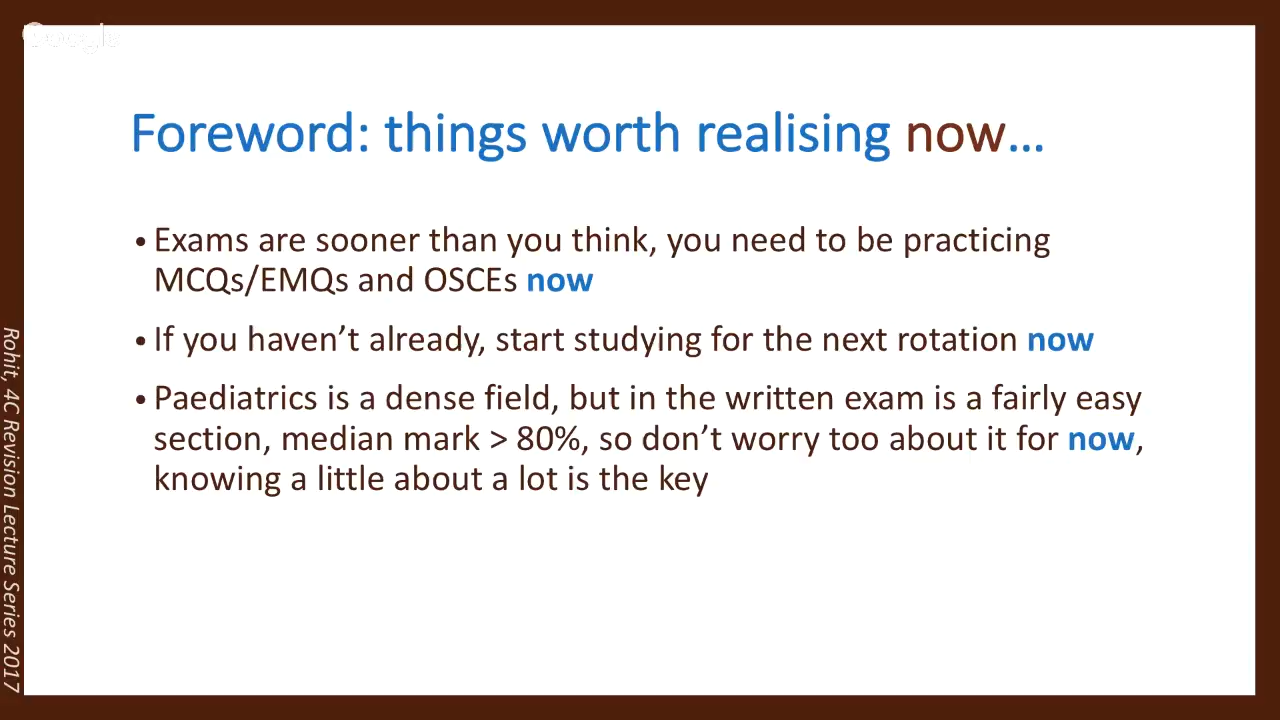 Google
Foreword: things worth realising now...
• Exams are sooner than you think, you need to be practicing
MCQs/EMQs and OSCEs now
• If you haven’t already, start studying for the next rotation now
• Paediatrics is a dense field, but in the written exam is a fairly easy
section, median mark > 80%, so don’t worry too about it for now,
knowing a little about a lot is the key
Rohit, 4C Revision Lecture Series 2017